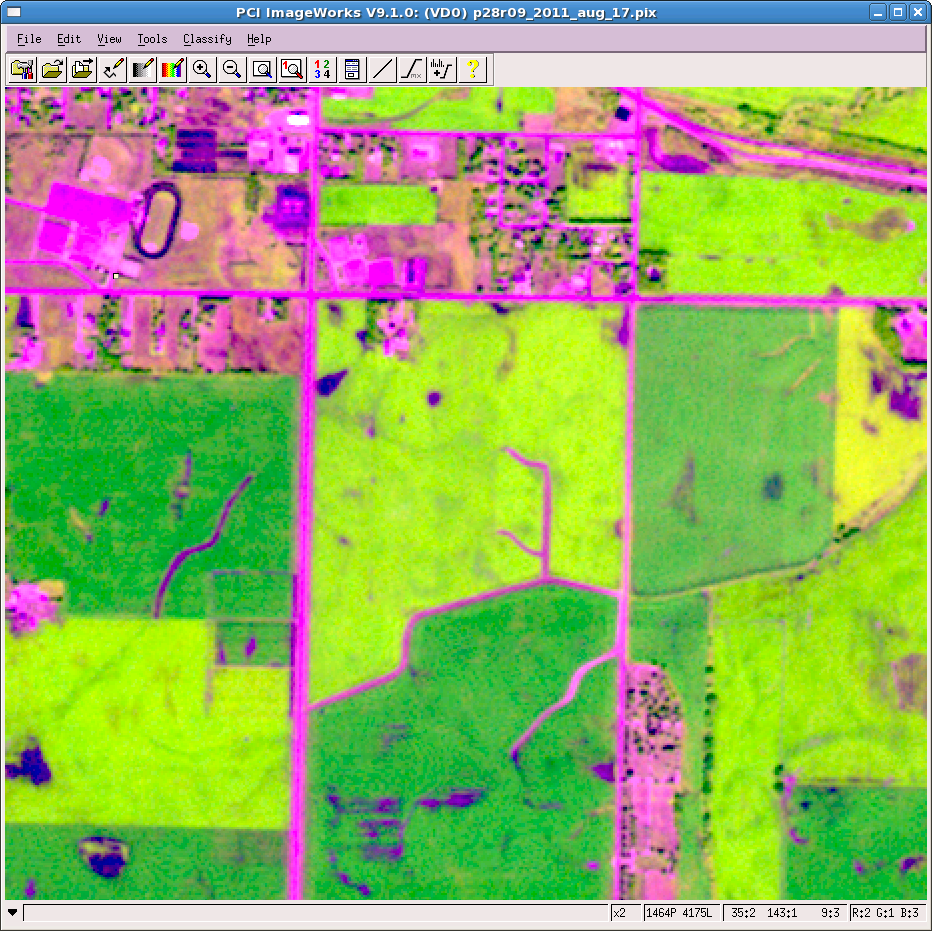 PCI ImageWorks V9.1.0: (VD0) p28r09_2011_aug_17.pix
File Edit View Tools Classify Help
1 2
3 4
mx
?
x2 1464P 4175L 35:2 143:1 9:3 R:2 G:1 B:3